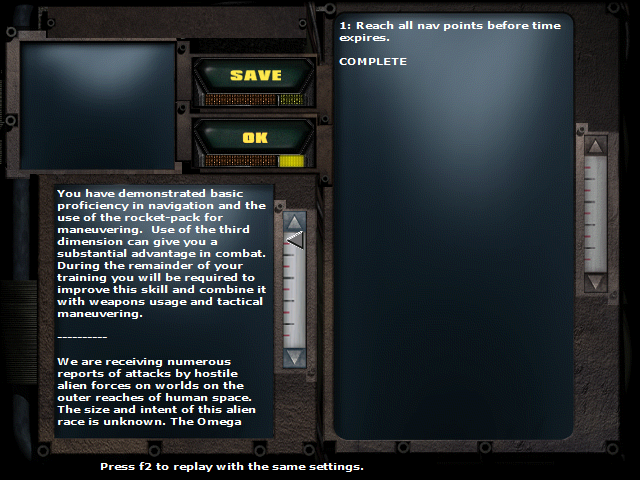 SAVE
OK
You have demonstrated basic
proficiency in navigation and the
use of the rocket-pack for
maneuvering.  Use of the third
dimension can give you a
substantial advantage in combat.
During the remainder of your
training you will be required to
improve this skill and combine it
with weapons usage and tactical
maneuvering.
----------
We are receiving numerous
reports of attacks by hostile
alien forces on worlds on the
outer reaches of human space.
The size and intent of this alien
race is unknown. The Omega
1: Reach all nav points before time
expires.
COMPLETE
Press f2 to replay with the same settings.